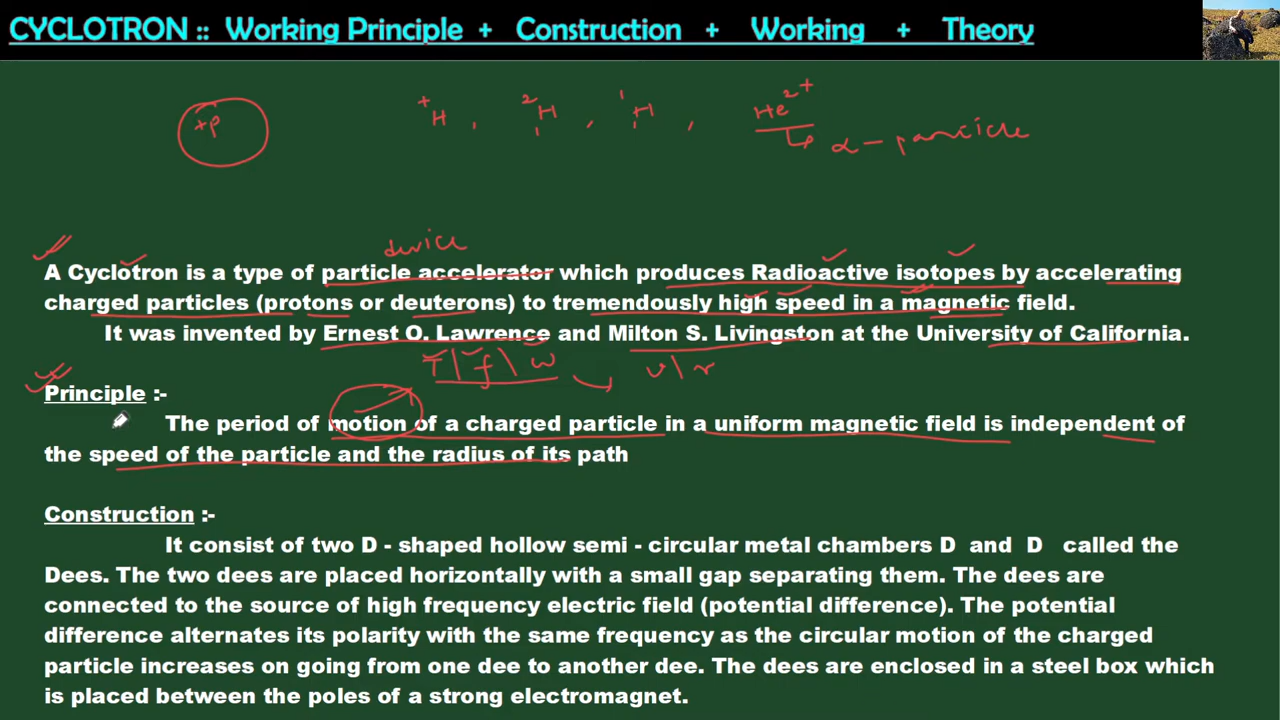 CYCLOTRON :: Working Principle + Construction + Working + Theory
+p
+H , ²₁H , ¹₁H , He²⁺
α - particle
device
A Cyclotron is a type of particle accelerator which produces Radioactive isotopes by accelerating
charged particles (protons or deuterons) to tremendously high speed in a magnetic field.
It was invented by Ernest O. Lawrence and Milton S. Livingston at the University of California.
T | f \ ω → v \ r
Principle :-
The period of motion of a charged particle in a uniform magnetic field is independent of
the speed of the particle and the radius of its path
Construction :-
It consist of two D - shaped hollow semi - circular metal chambers D and D called the
Dees. The two dees are placed horizontally with a small gap separating them. The dees are
connected to the source of high frequency electric field (potential difference). The potential
difference alternates its polarity with the same frequency as the circular motion of the charged
particle increases on going from one dee to another dee. The dees are enclosed in a steel box which
is placed between the poles of a strong electromagnet.